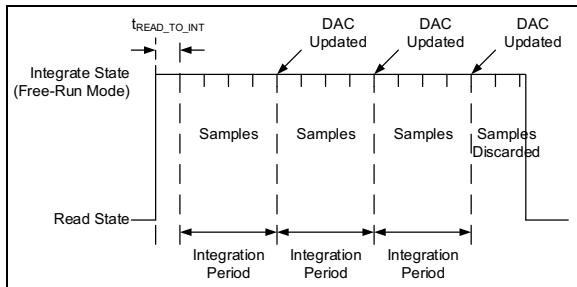 tREAD_TO_INT
DAC Updated
DAC Updated
DAC Updated
Integrate State
(Free-Run Mode)
Samples
Samples
Samples
Samples Discarded
Read State
Integration Period
Integration Period
Integration Period